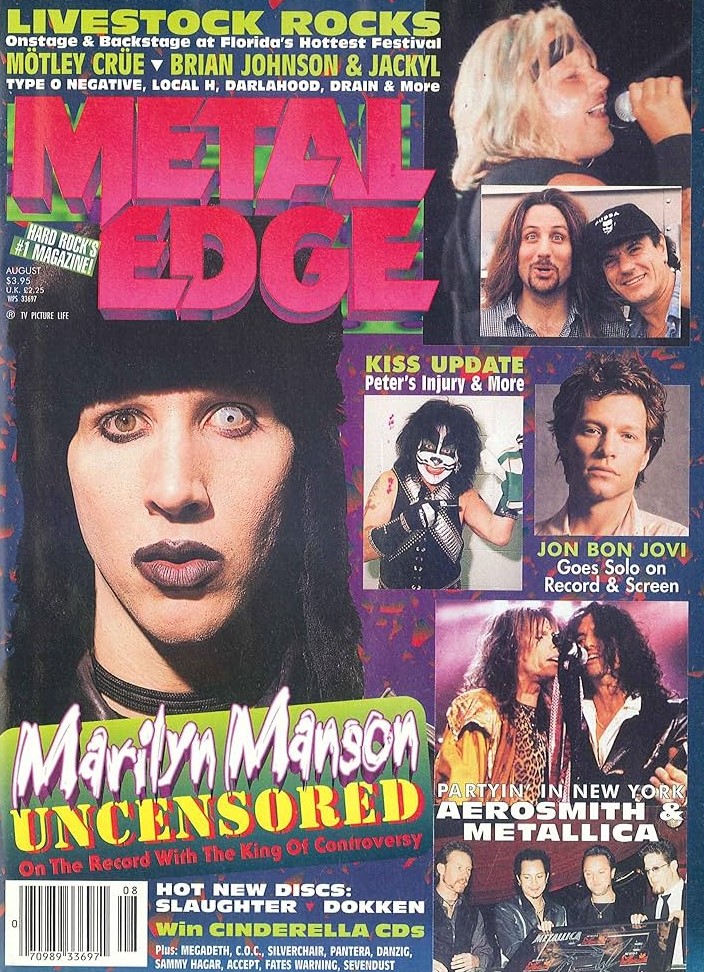 LIVESTOCK ROCKS
Onstage & Backstage at Florida's Hottest Festival
MÖTLEY CRÜE ▼ BRIAN JOHNSON & JACKYL
TYPE O NEGATIVE, LOCAL H, DARLAHOOD, DRAIN & More
METAL
EDGE
HARD ROCK'S
#1 MAGAZINE!
AUGUST
$3.95
U.K. £2.25
WPS 33697
® TV PICTURE LIFE
KISS UPDATE
Peter's Injury & More
JON BON JOVI
Goes Solo on
Record & Screen
Marilyn Manson
UNCENSORED
On The Record With The King Of Controversy
PARTYIN' IN NEW YORK
AEROSMITH &
METALLICA
METALLICA
HOT NEW DISCS:
SLAUGHTER ▼ DOKKEN
Win CINDERELLA CDs
Plus: MEGADETH, C.O.C., SILVERCHAIR, PANTERA, DANZIG,
SAMMY HAGAR, ACCEPT, FATES WARNING, SEVENDUST
08
0 70989 33697